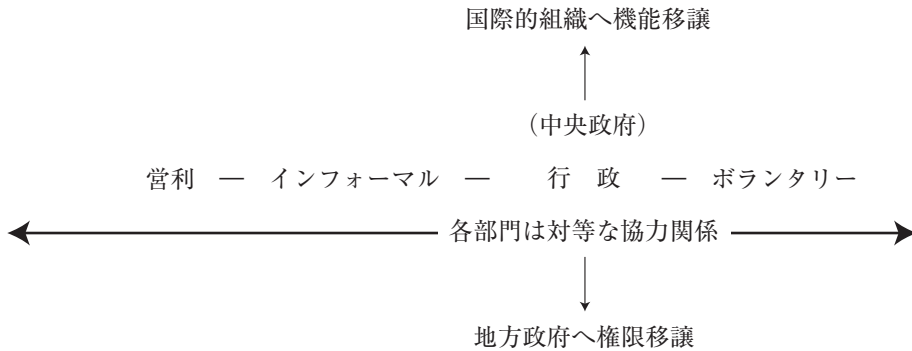 国際的組織へ機能移譲
（中央政府）
営利 ― インフォーマル ― 行 政 ― ボランタリー
各部門は対等な協力関係
地方政府へ権限移譲